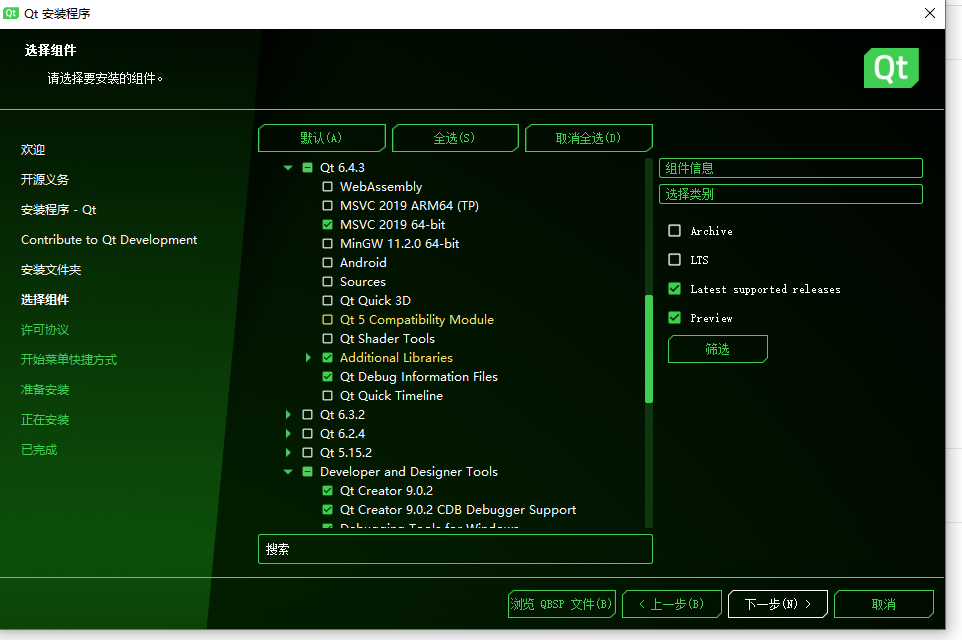 Qt 安装程序
选择组件
请选择要安装的组件。
Qt
欢迎
开源义务
安装程序 - Qt
Contribute to Qt Development
安装文件夹
选择组件
许可协议
开始菜单快捷方式
准备安装
正在安装
已完成
默认(A) 全选(S) 取消全选(D)
Qt 6.4.3
WebAssembly
MSVC 2019 ARM64 (TP)
MSVC 2019 64-bit
MinGW 11.2.0 64-bit
Android
Sources
Qt Quick 3D
Qt 5 Compatibility Module
Qt Shader Tools
Additional Libraries
Qt Debug Information Files
Qt Quick Timeline
Qt 6.3.2
Qt 6.2.4
Qt 5.15.2
Developer and Designer Tools
Qt Creator 9.0.2
Qt Creator 9.0.2 CDB Debugger Support
Debugging Tools for Windows
搜索
组件信息
选择类别
Archive
LTS
Latest supported releases
Preview
筛选
浏览 QBSP 文件(B) < 上一步(B) 下一步(N) > 取消